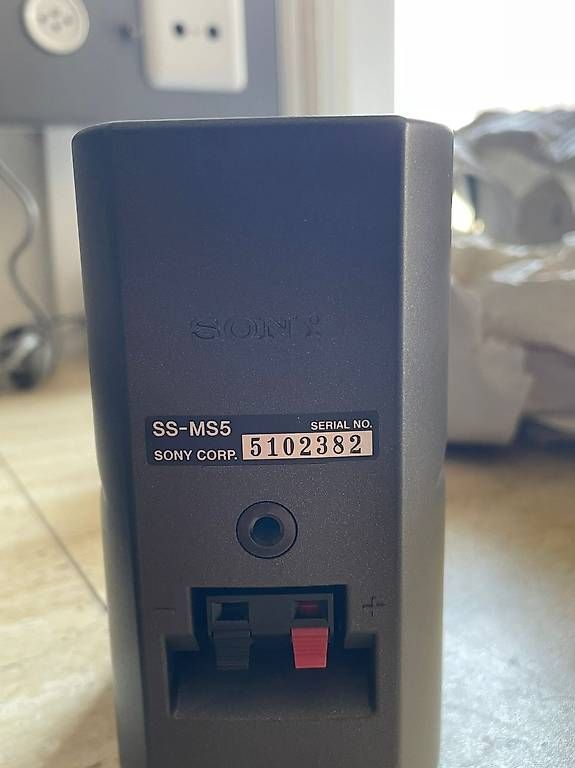 SONY
SS-MS5 SERIAL NO.
SONY CORP. 5102382
- +